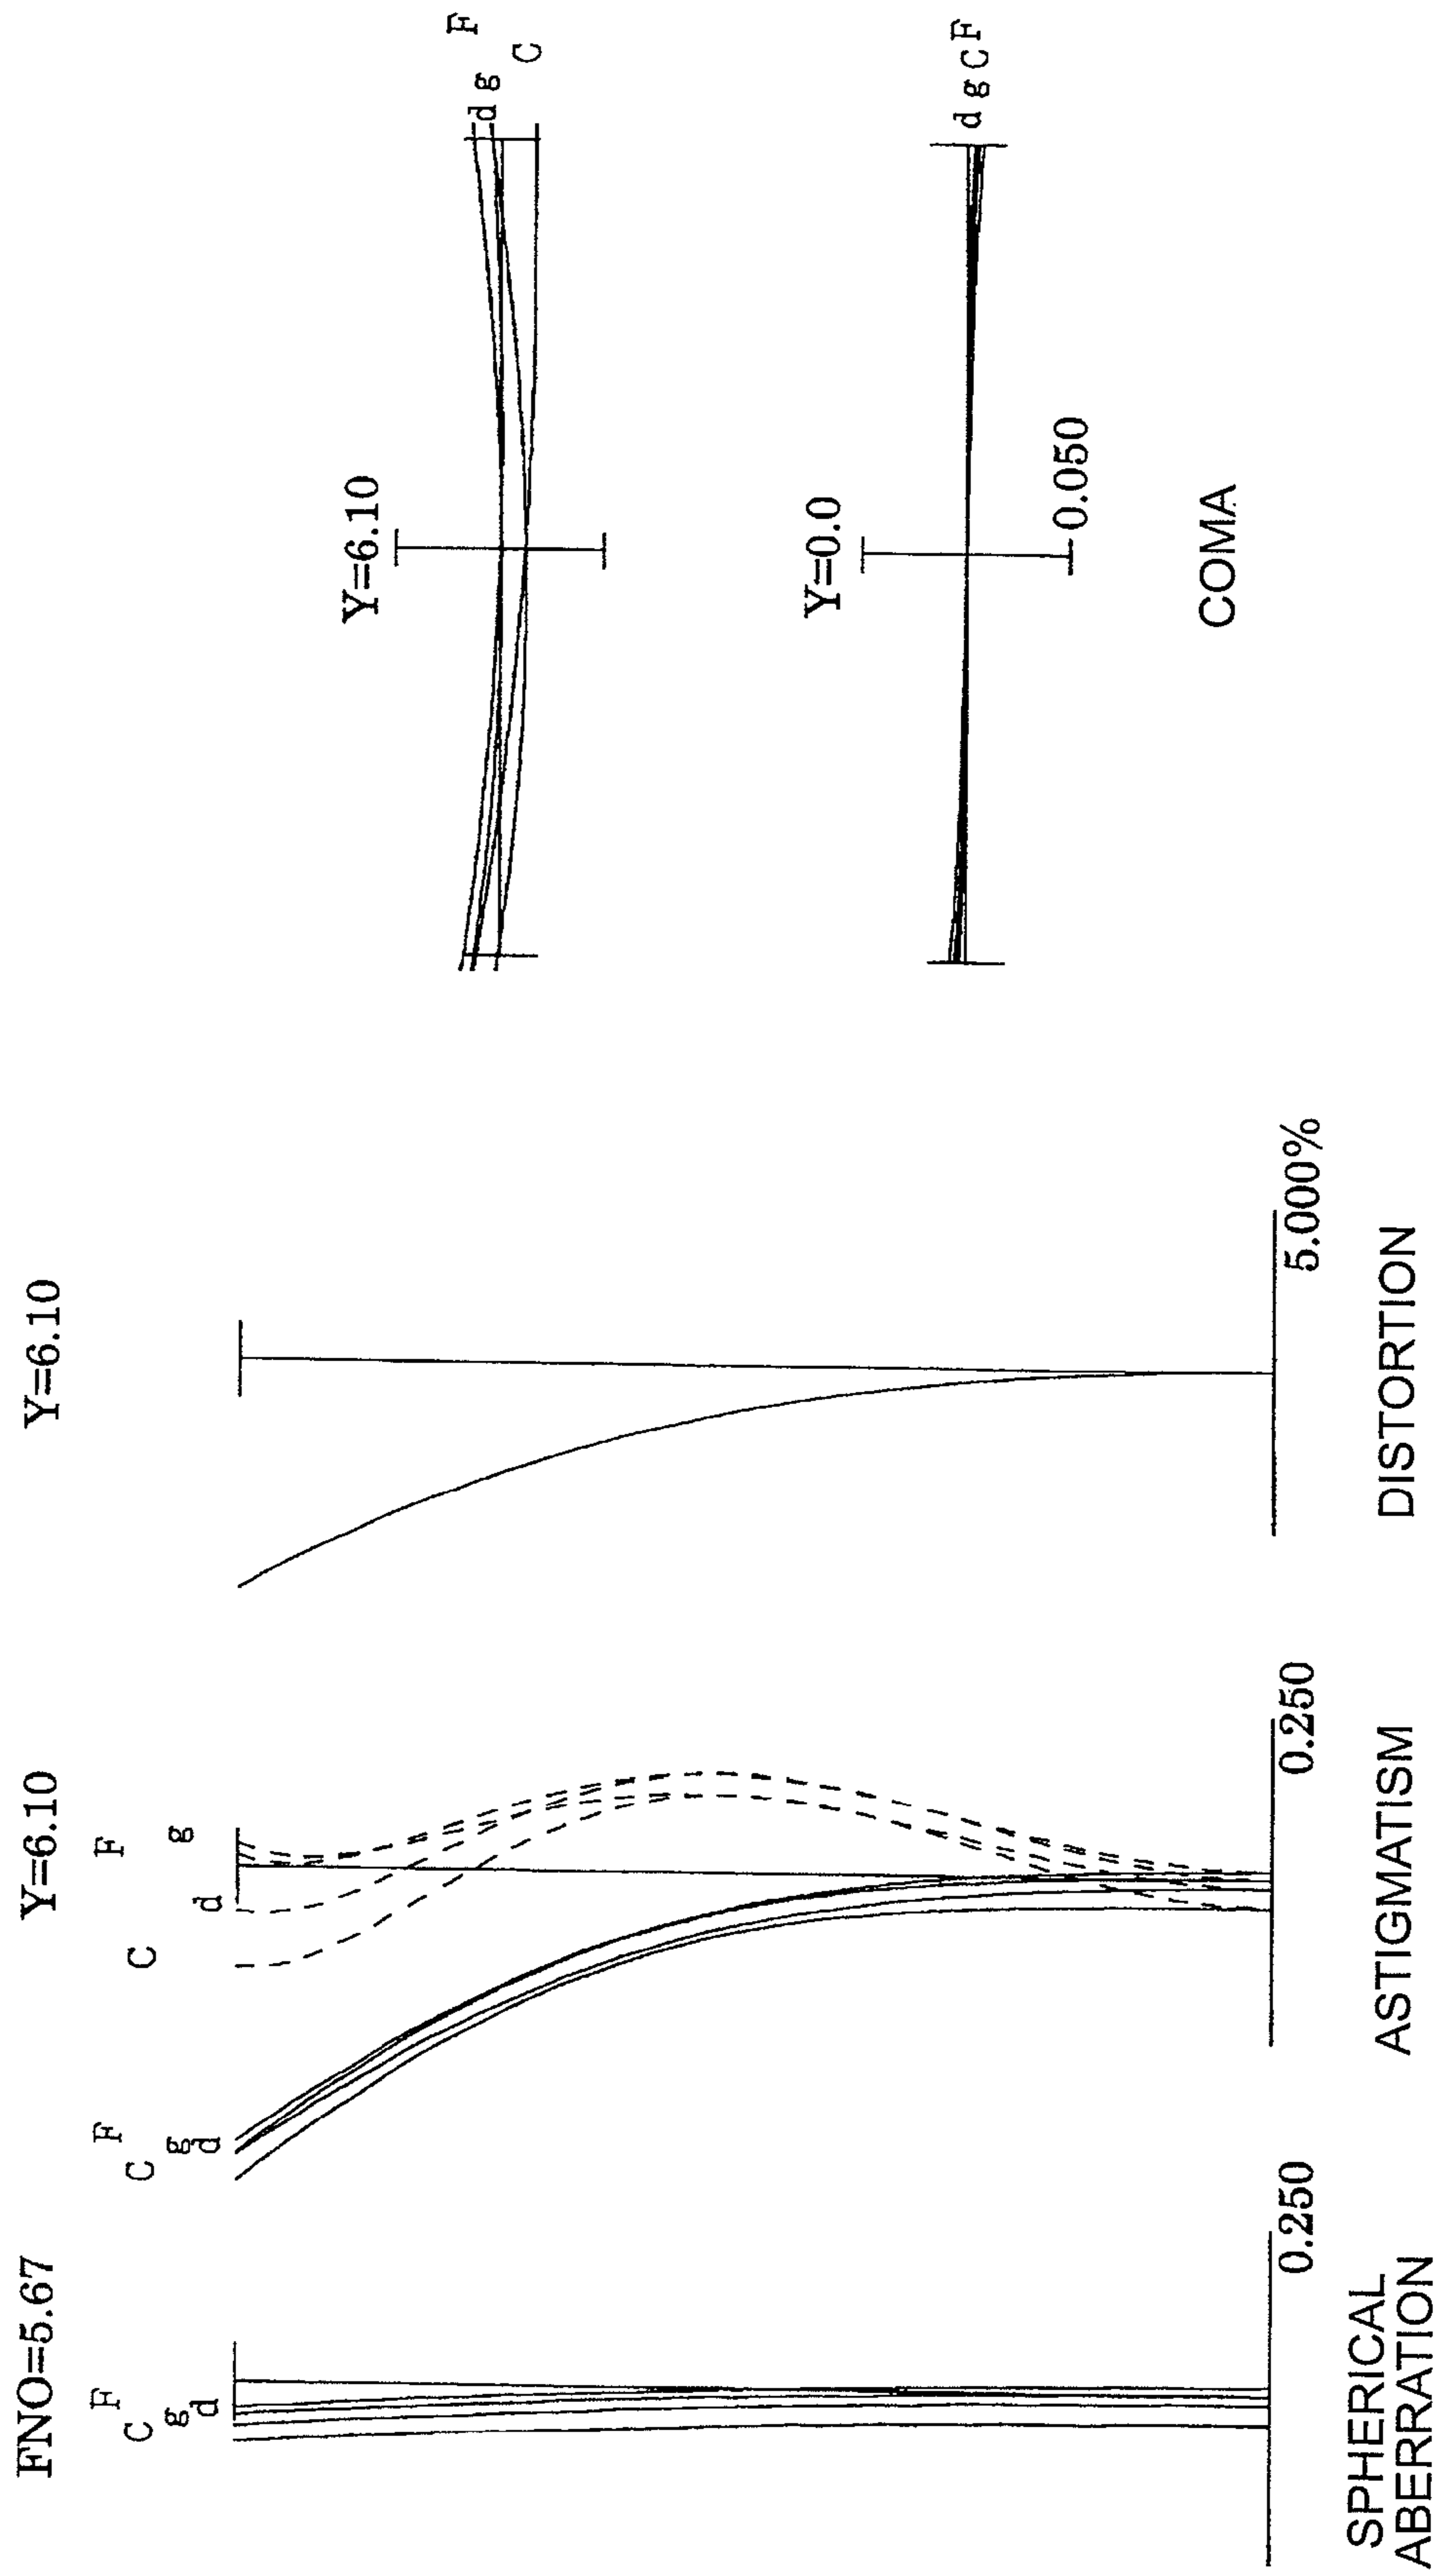 FNO=5.67
F
C
g
d
0.250
SPHERICAL
ABERRATION
Y=6.10
F
C
g
d
F
g
d
C
0.250
ASTIGMATISM
Y=6.10
5.000%
DISTORTION
Y=6.10
F
d g
C
Y=0.0
d g C F
0.050
COMA